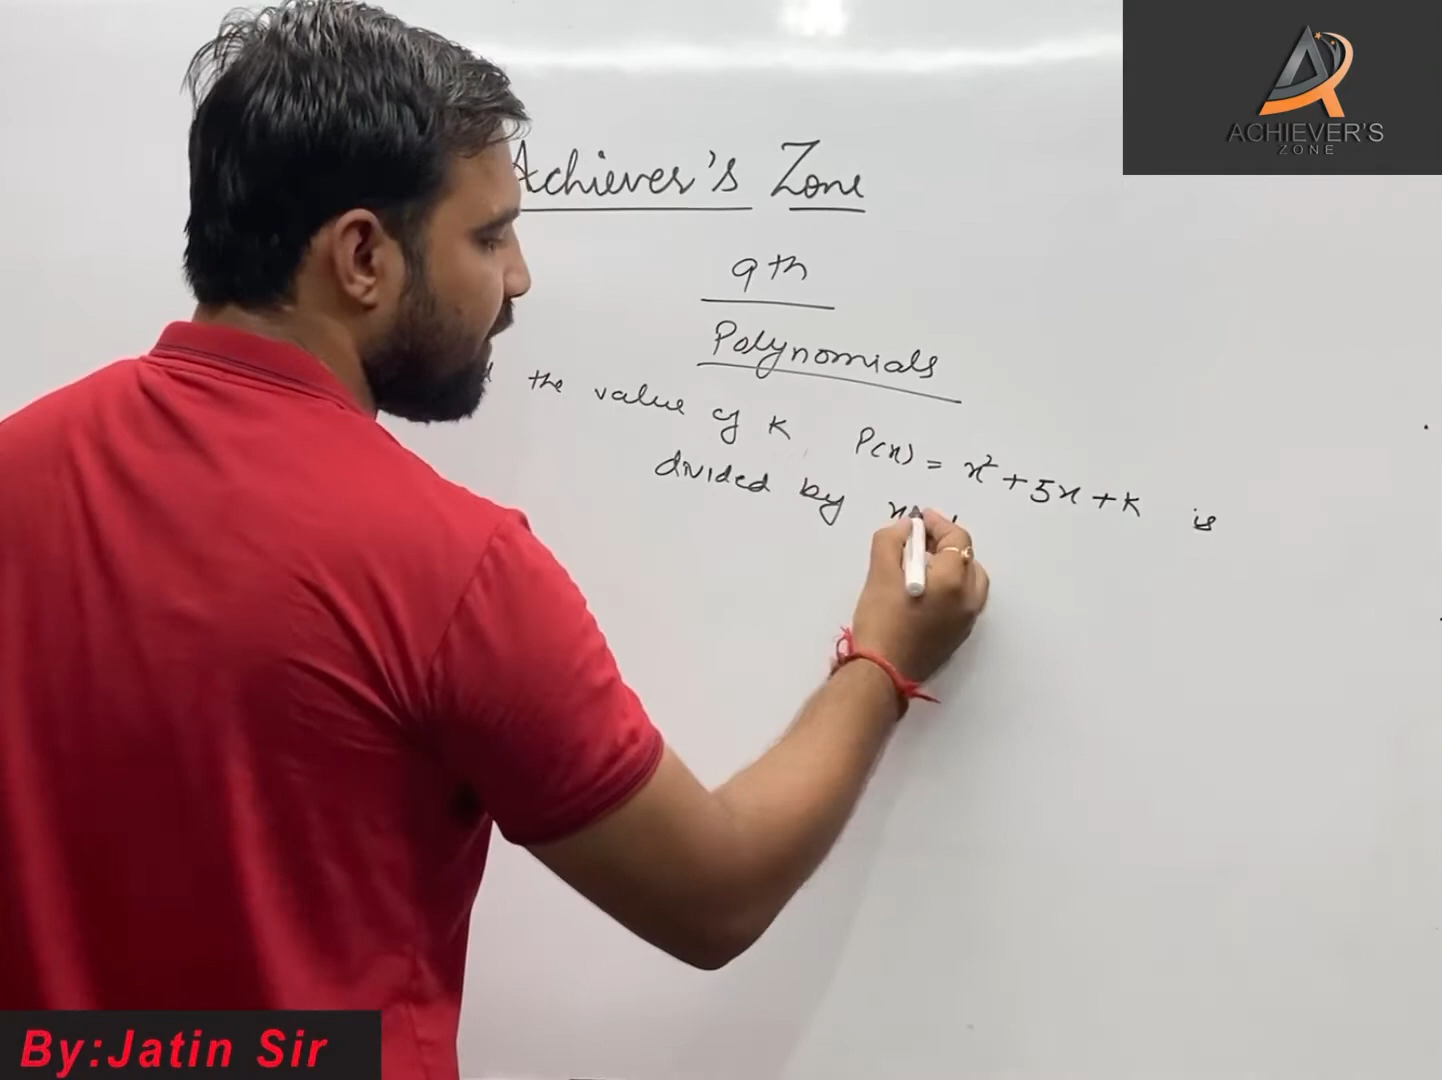 ACHIEVER'S
ZONE
Achiever's Zone
9th
Polynomials
the value of K P(x) = x² + 5x + K is
divided by x
By:Jatin Sir